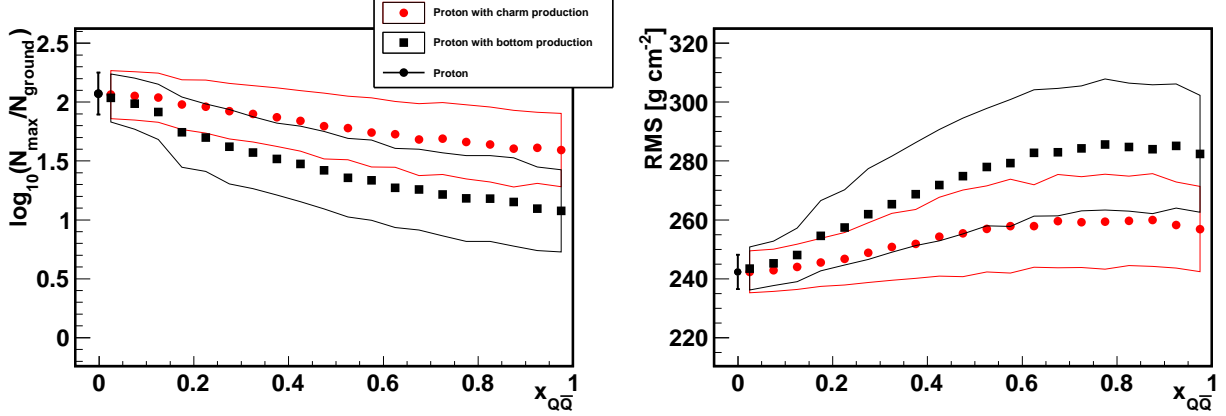 Proton with charm production
Proton with bottom production
Proton
log10(Nmax/Nground)
2.5
2
1.5
1
0.5
0
0 0.2 0.4 0.6 0.8 1
xQQ̅
RMS [g cm-2]
320
300
280
260
240
220
0 0.2 0.4 0.6 0.8 1
xQQ̅